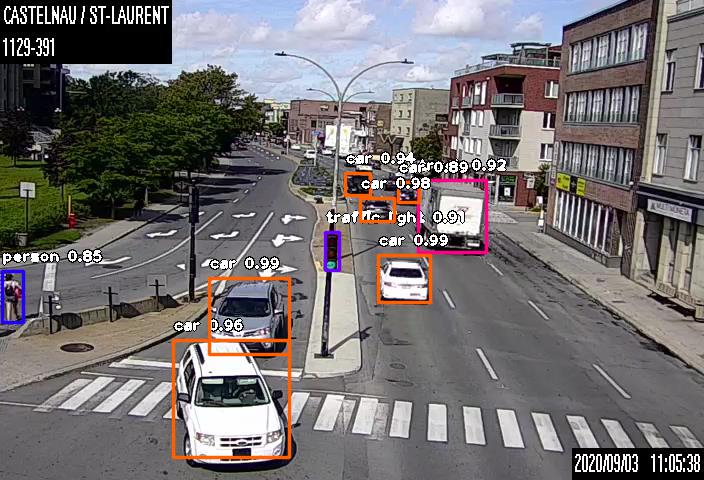 CASTELNAU / ST-LAURENT
1129-391
car 0.94
car 0.89
0.92
car 0.98
traffic light 0.91
car 0.99
person 0.85
car 0.99
car 0.96
2020/09/03 11:05:38